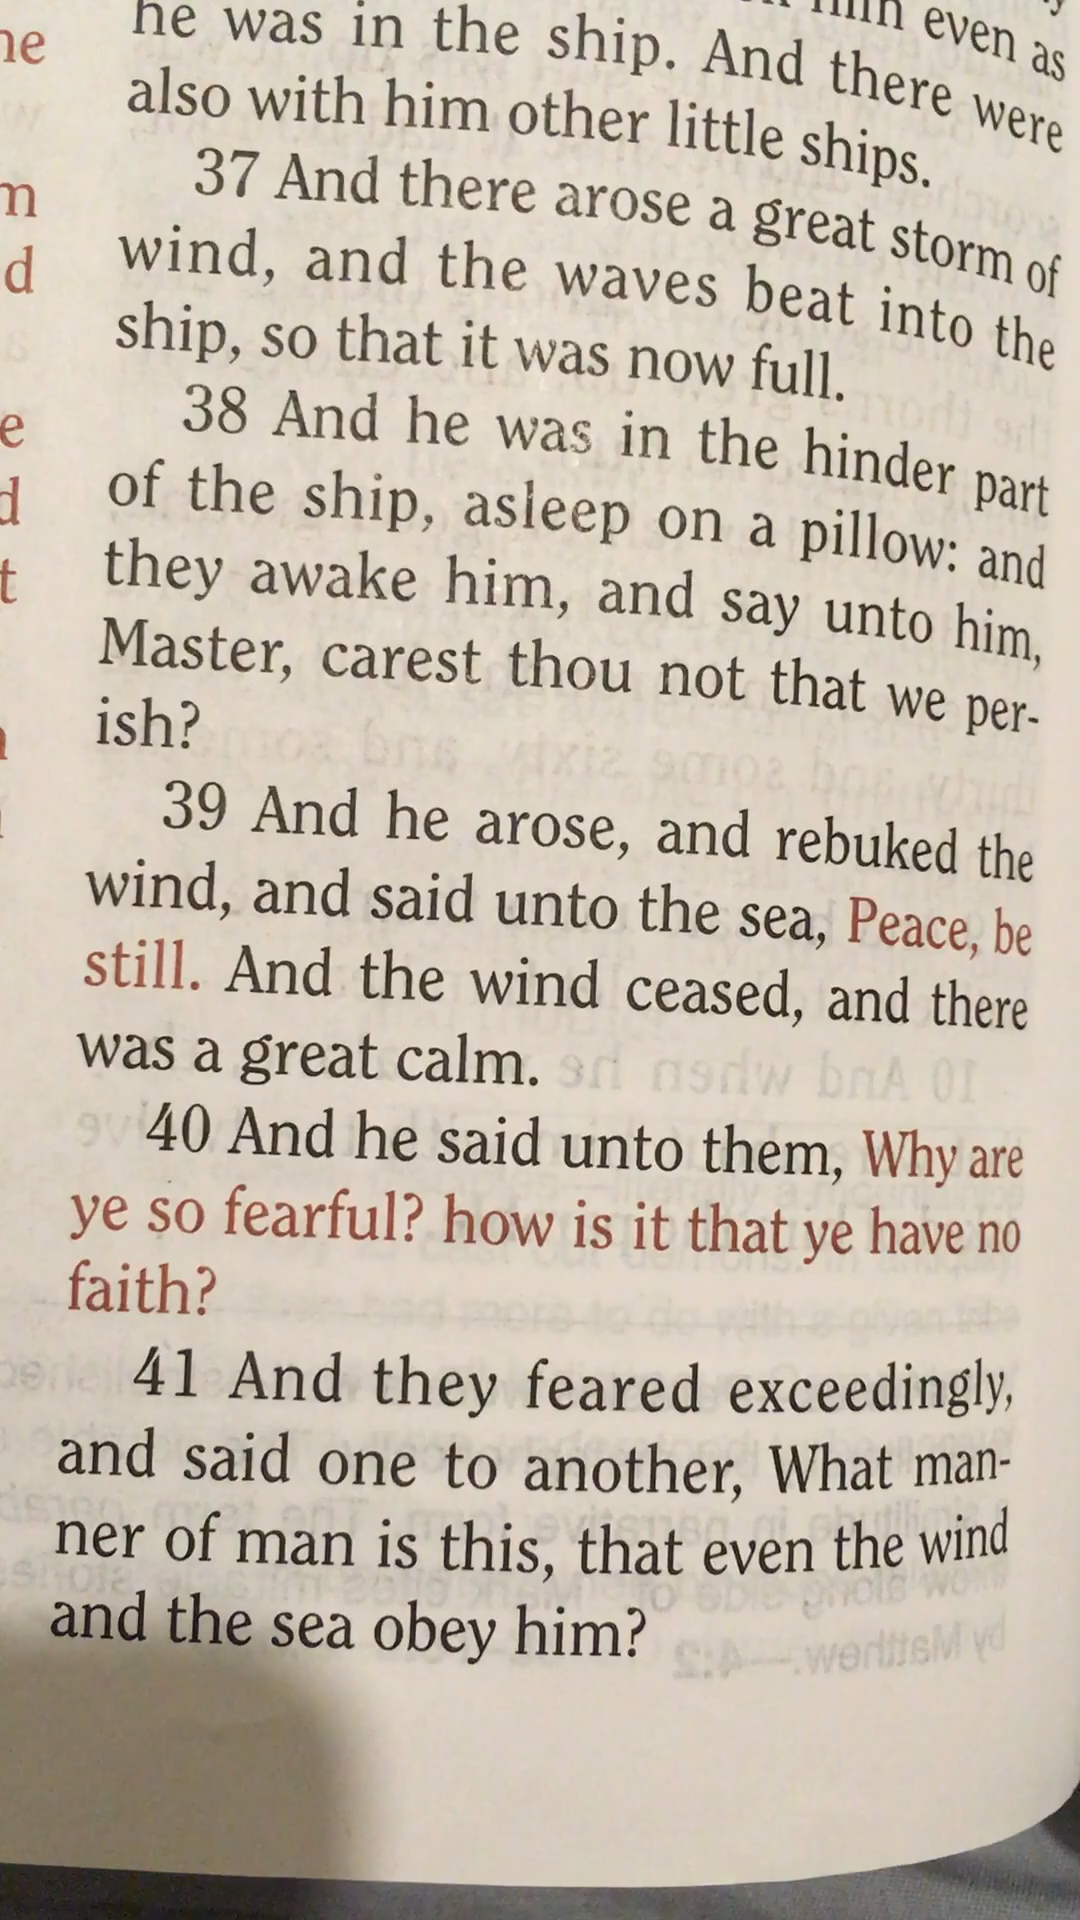 even as
he was in the ship. And there were
also with him other little ships.
37 And there arose a great storm of
wind, and the waves beat into the
ship, so that it was now full.
38 And he was in the hinder part
of the ship, asleep on a pillow: and
they awake him, and say unto him,
Master, carest thou not that we per-
ish?
39 And he arose, and rebuked the
wind, and said unto the sea, Peace, be
still. And the wind ceased, and there
was a great calm.
40 And he said unto them, Why are
ye so fearful? how is it that ye have no
faith?
41 And they feared exceedingly,
and said one to another, What man-
ner of man is this, that even the wind
and the sea obey him?